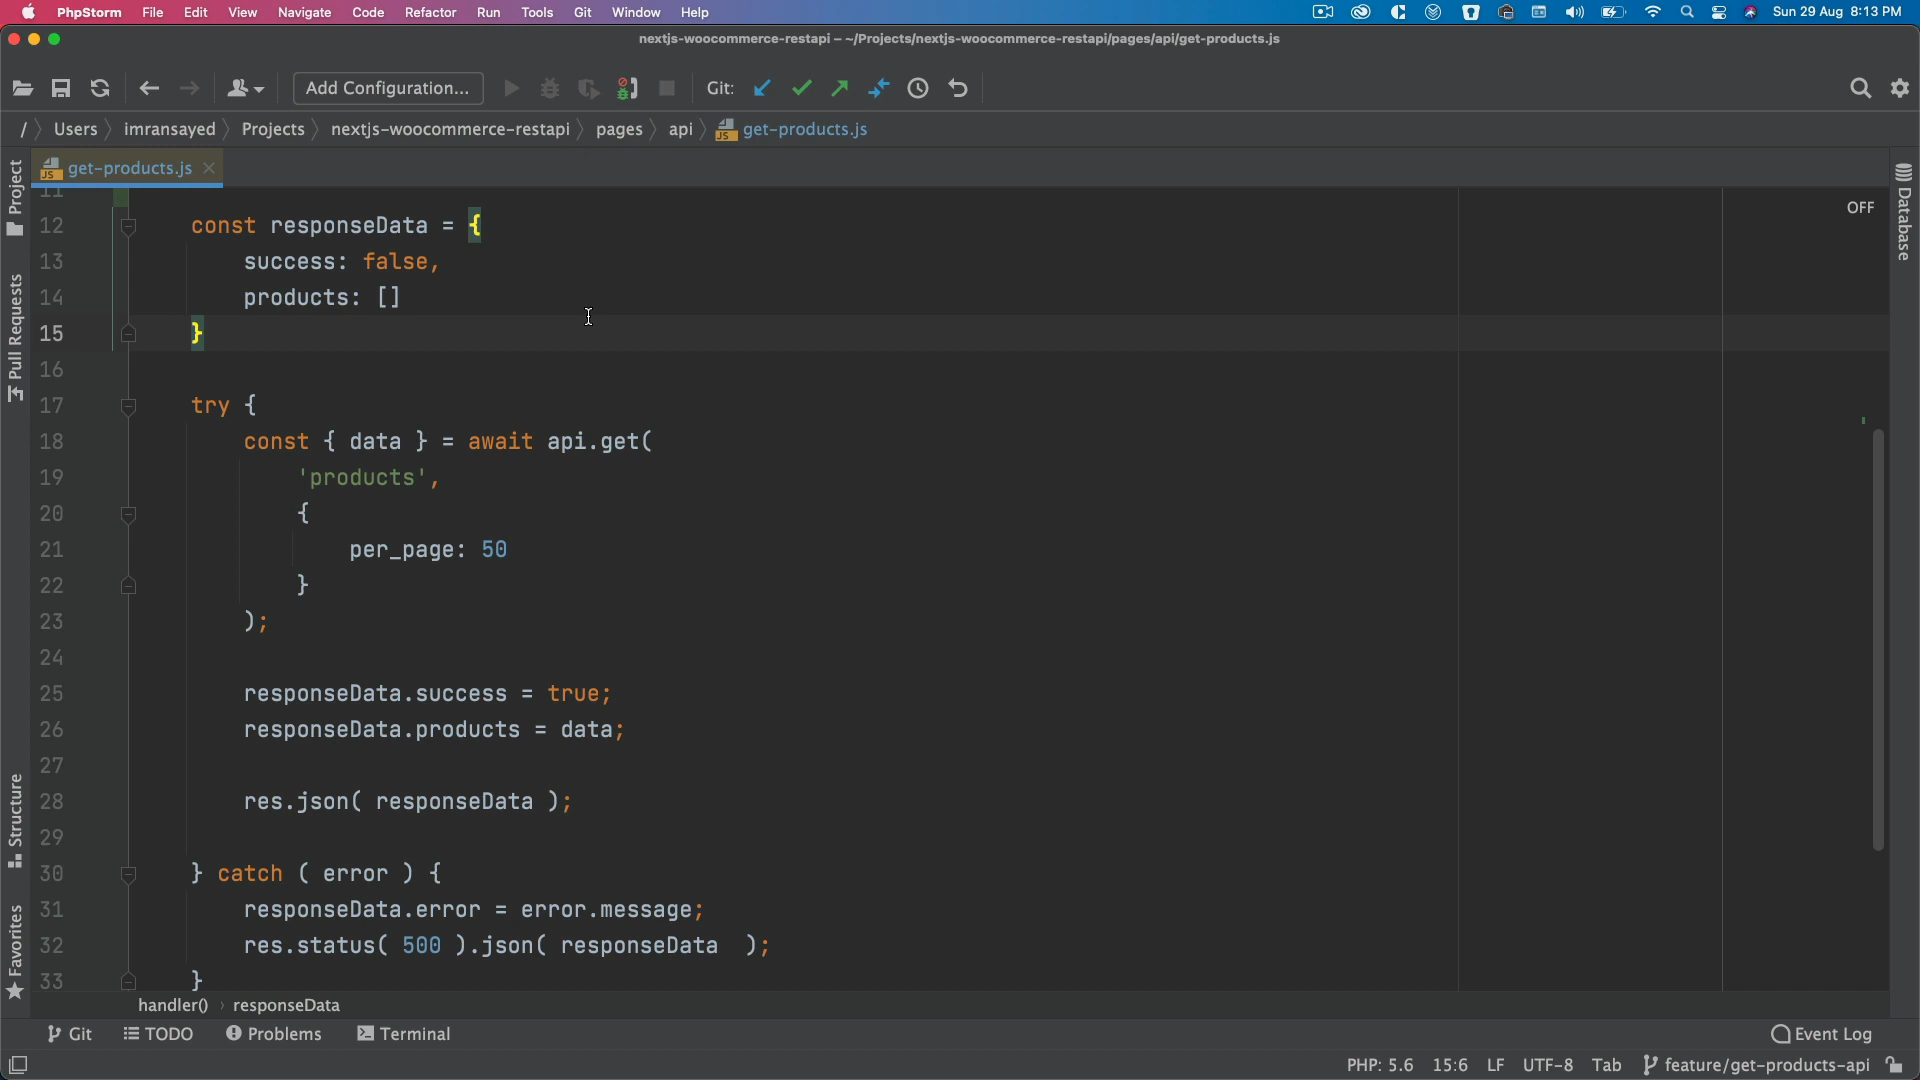 PhpStorm File Edit View Navigate Code Refactor Run Tools Git Window Help Sun 29 Aug 8:13 PM
nextjs-woocommerce-restapi – ~/Projects/nextjs-woocommerce-restapi/pages/api/get-products.js
Add Configuration... Git:
/ Users imransayed Projects nextjs-woocommerce-restapi pages api get-products.js
get-products.js
Project
Pull Requests
Structure
Favorites
Database
OFF
11
12 const responseData = {
13 success: false,
14 products: []
15 }
16
17 try {
18 const { data } = await api.get(
19 'products',
20 {
21 per_page: 50
22 }
23 );
24
25 responseData.success = true;
26 responseData.products = data;
27
28 res.json( responseData );
29
30 } catch ( error ) {
31 responseData.error = error.message;
32 res.status( 500 ).json( responseData  );
33 }
handler() › responseData
Git TODO Problems Terminal Event Log
PHP: 5.6 15:6 LF UTF-8 Tab feature/get-products-api